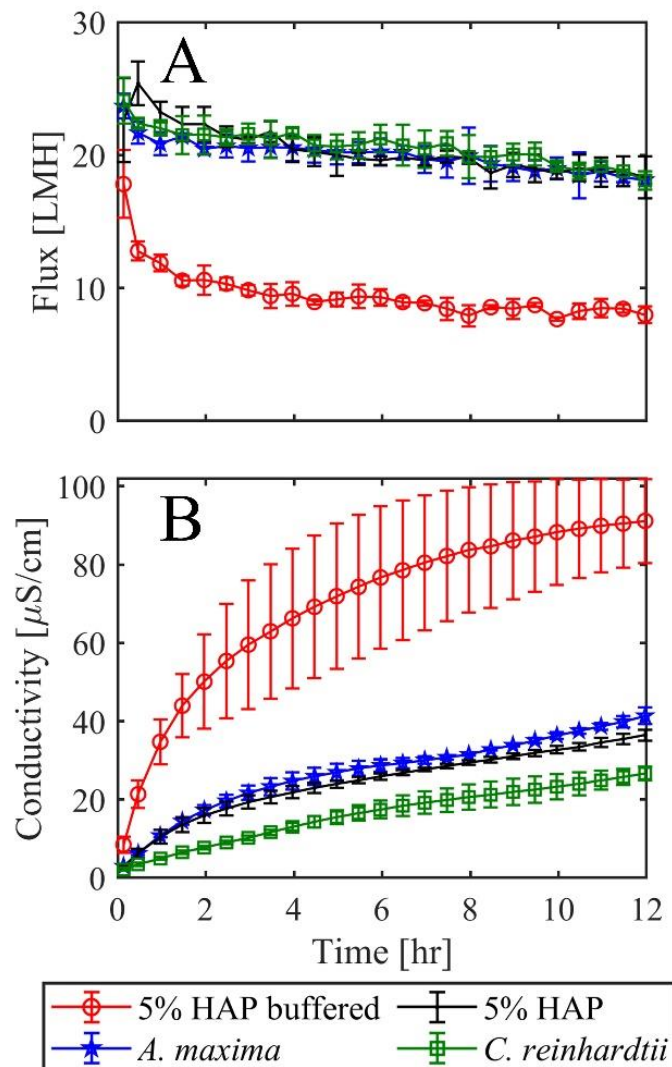 30
A
20
Flux [LMH]
10
0
100
B
80
60
Conductivity [µS/cm]
40
20
0
0 2 4 6 8 10 12
Time [hr]
5% HAP buffered 5% HAP
A. maxima C. reinhardtii